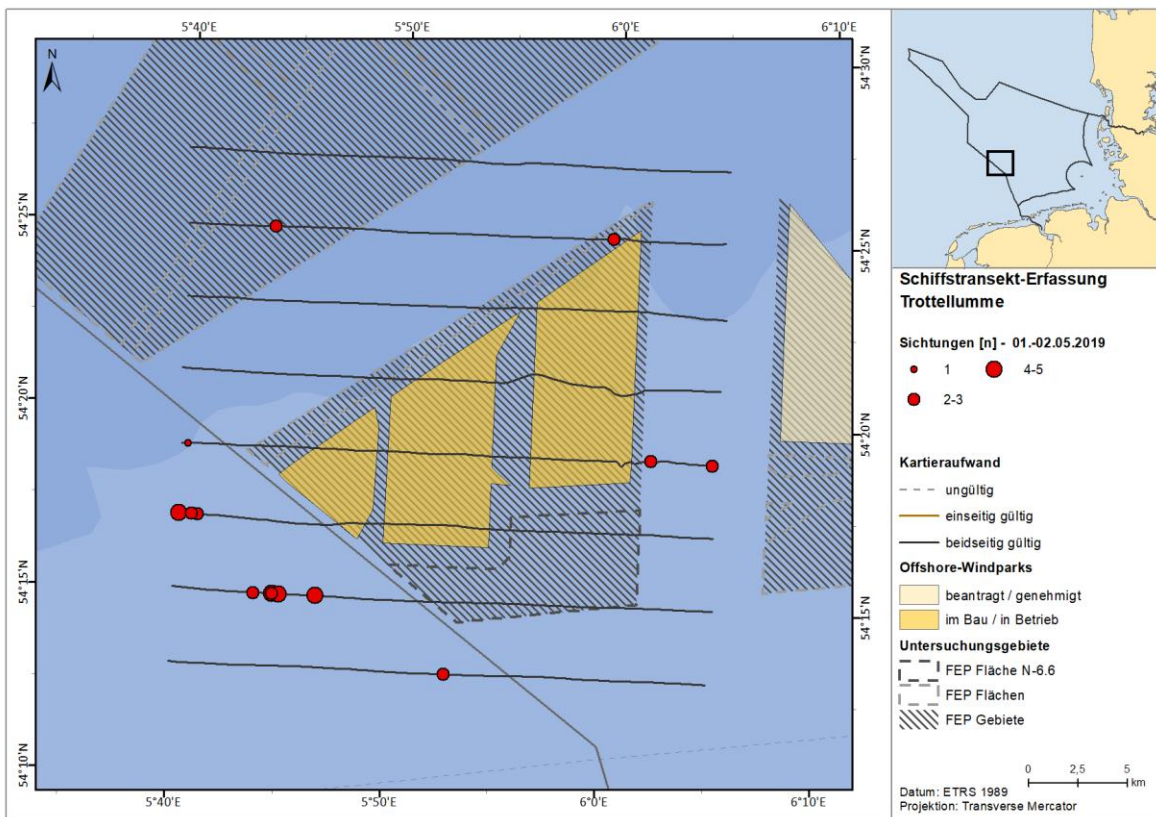 5°40'E 5°50'E 6°0'E 6°10'E
N
54°30'N
54°25'N
54°25'N
54°20'N
54°20'N
54°15'N
54°15'N
54°10'N
5°40'E 5°50'E 6°0'E 6°10'E
Schiffstransekt-Erfassung
Trottellumme
Sichtungen [n] - 01.-02.05.2019
1 4-5
2-3
Kartieraufwand
ungültig
einseitig gültig
beidseitig gültig
Offshore-Windparks
beantragt / genehmigt
im Bau / in Betrieb
Untersuchungsgebiete
FEP Fläche N-6.6
FEP Flächen
FEP Gebiete
0 2,5 5
km
Datum: ETRS 1989
Projektion: Transverse Mercator